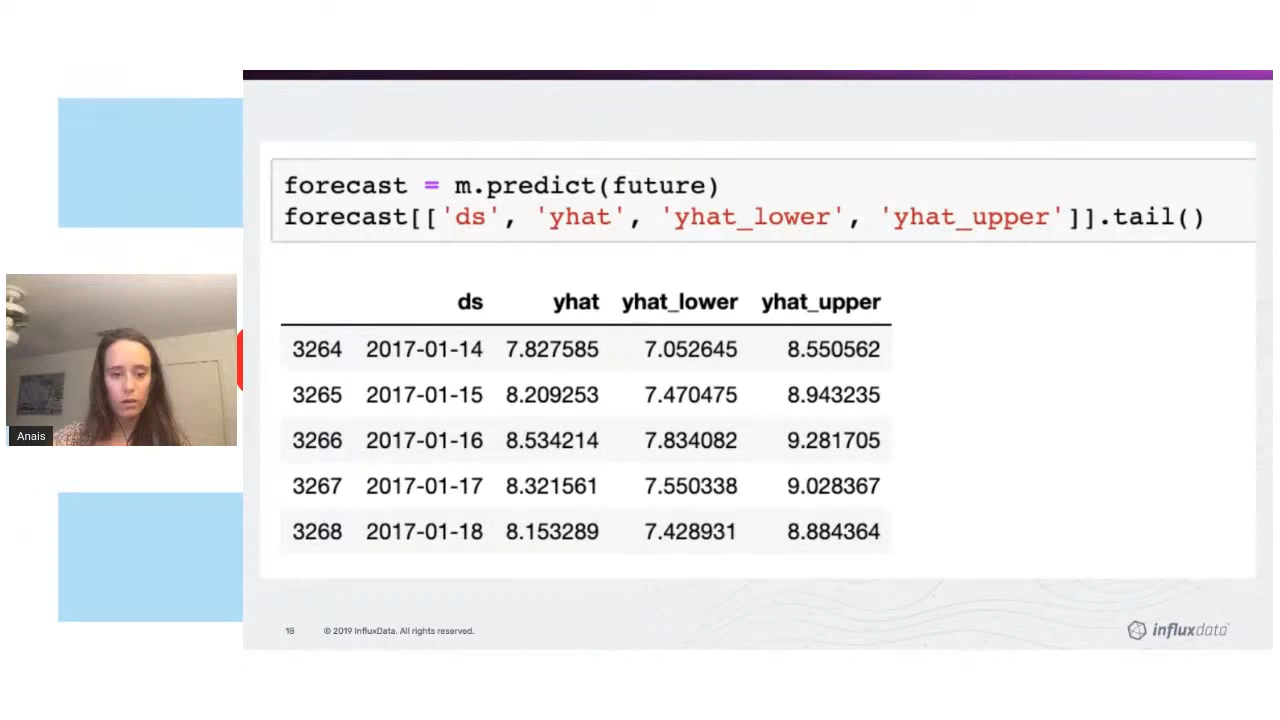 forecast = m.predict(future)
forecast[['ds', 'yhat', 'yhat_lower', 'yhat_upper']].tail()
ds yhat yhat_lower yhat_upper
3264 2017-01-14 7.827585 7.052645 8.550562
3265 2017-01-15 8.209253 7.470475 8.943235
3266 2017-01-16 8.534214 7.834082 9.281705
3267 2017-01-17 8.321561 7.550338 9.028367
3268 2017-01-18 8.153289 7.428931 8.884364
Anais
18 © 2019 InfluxData. All rights reserved.
influxdata